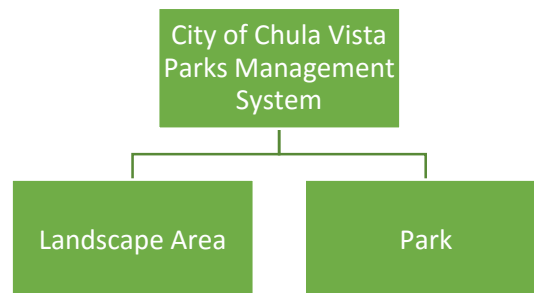 City of Chula Vista
Parks Management
System
Landscape Area
Park